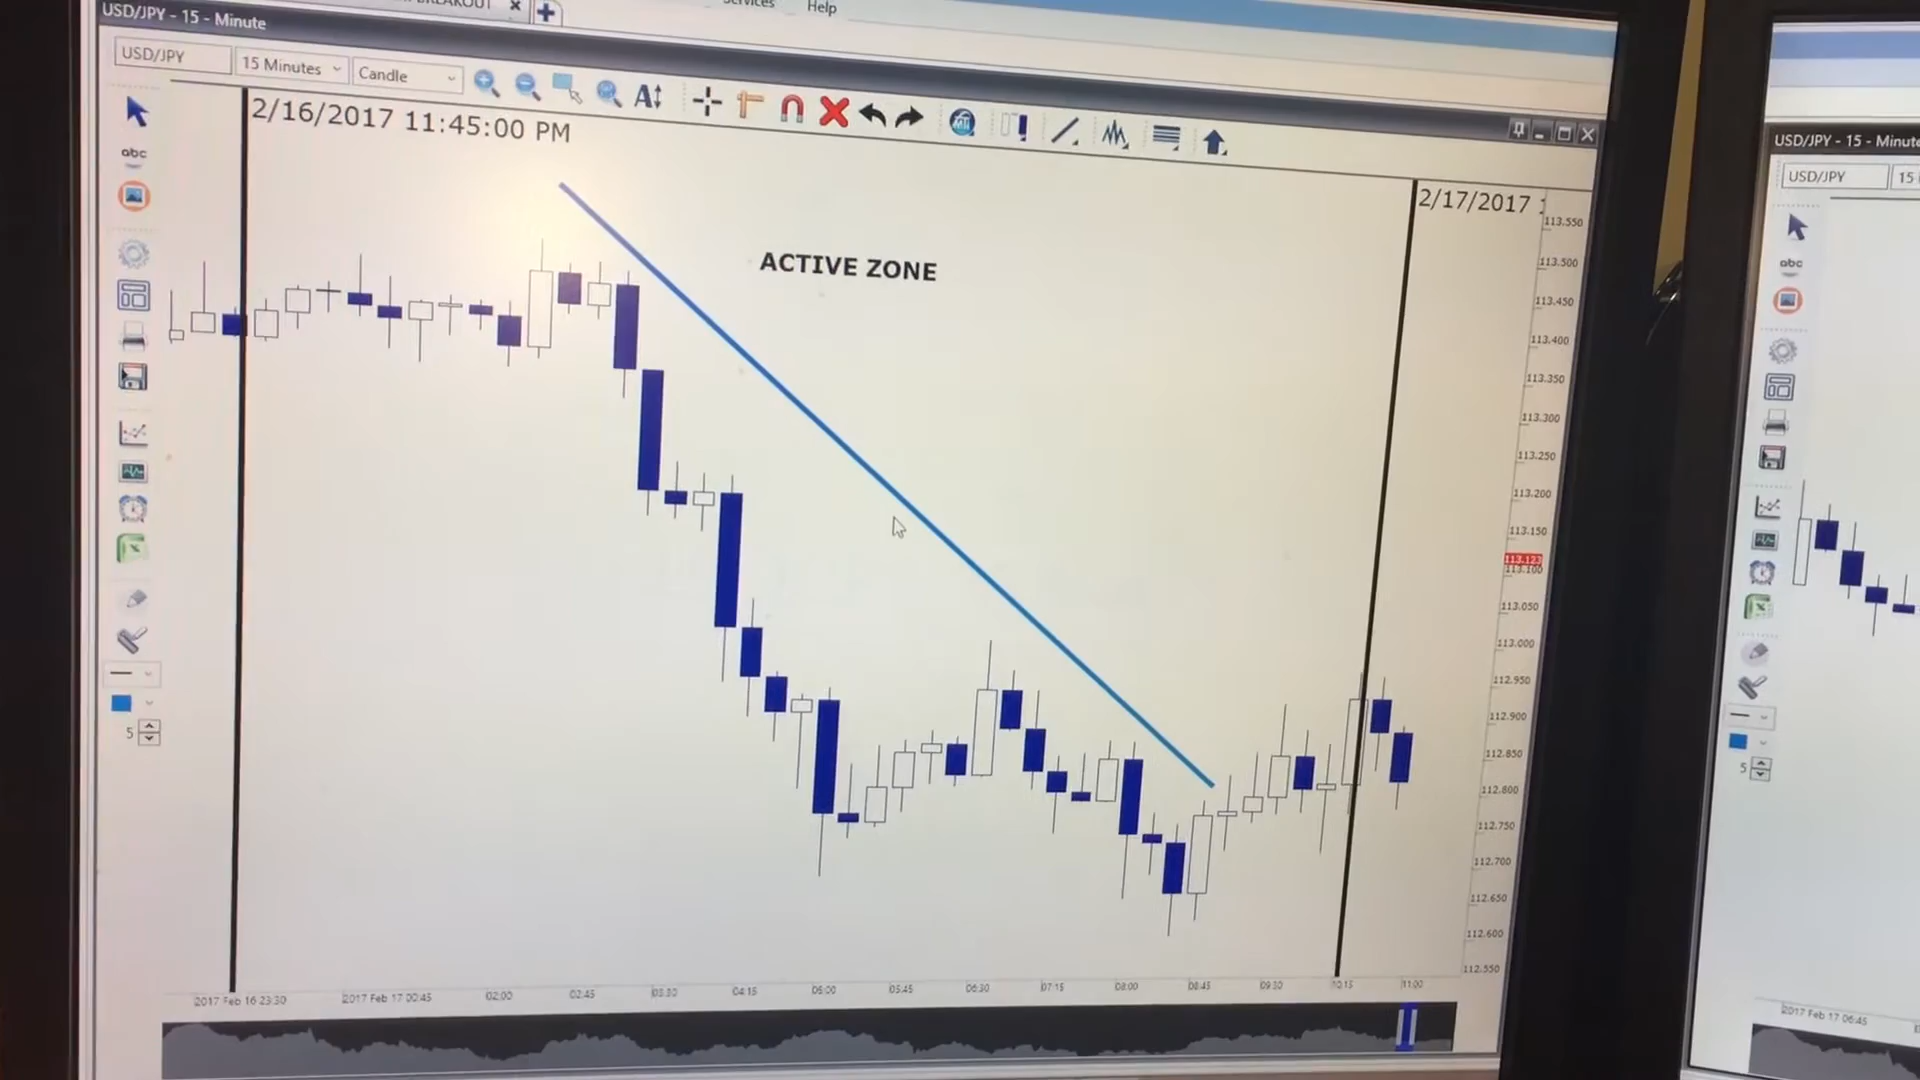 BREAKOUT
Services
Help
USD/JPY - 15 - Minute
USD/JPY
15 Minutes
Candle
2/16/2017 11:45:00 PM
abc
ACTIVE ZONE
2/17/2017
113.550
113.500
113.450
113.400
113.350
113.300
113.250
113.200
113.150
113.123
113.100
113.050
113.000
112.950
112.900
112.850
112.800
112.750
112.700
112.650
112.600
112.550
5
2017 Feb 16 23:30
2017 Feb 17 00:45
02:00
02:45
03:30
04:15
05:00
05:45
06:30
07:15
08:00
08:45
09:30
10:15
11:00
USD/JPY - 15 - Minute
USD/JPY
15
abc
5
2017 Feb 17 06:45